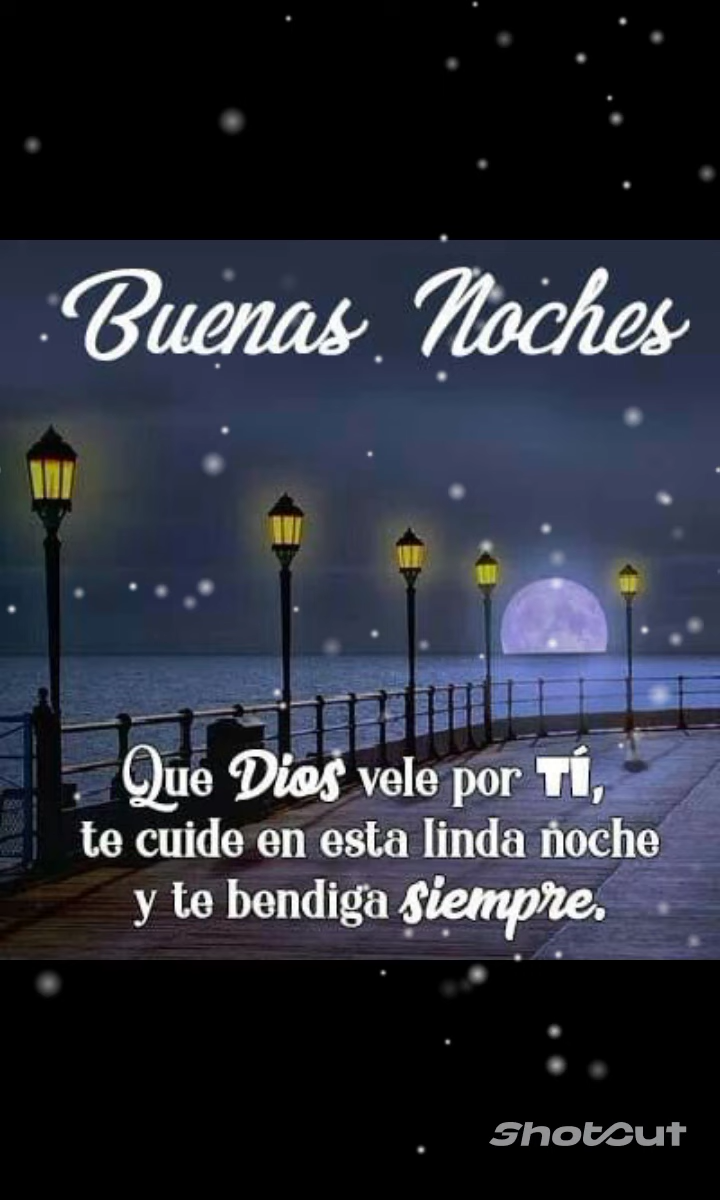 Buenas Noches
Que Dios vele por TÍ,
te cuide en esta linda noche
y te bendiga siempre.
ShotCut